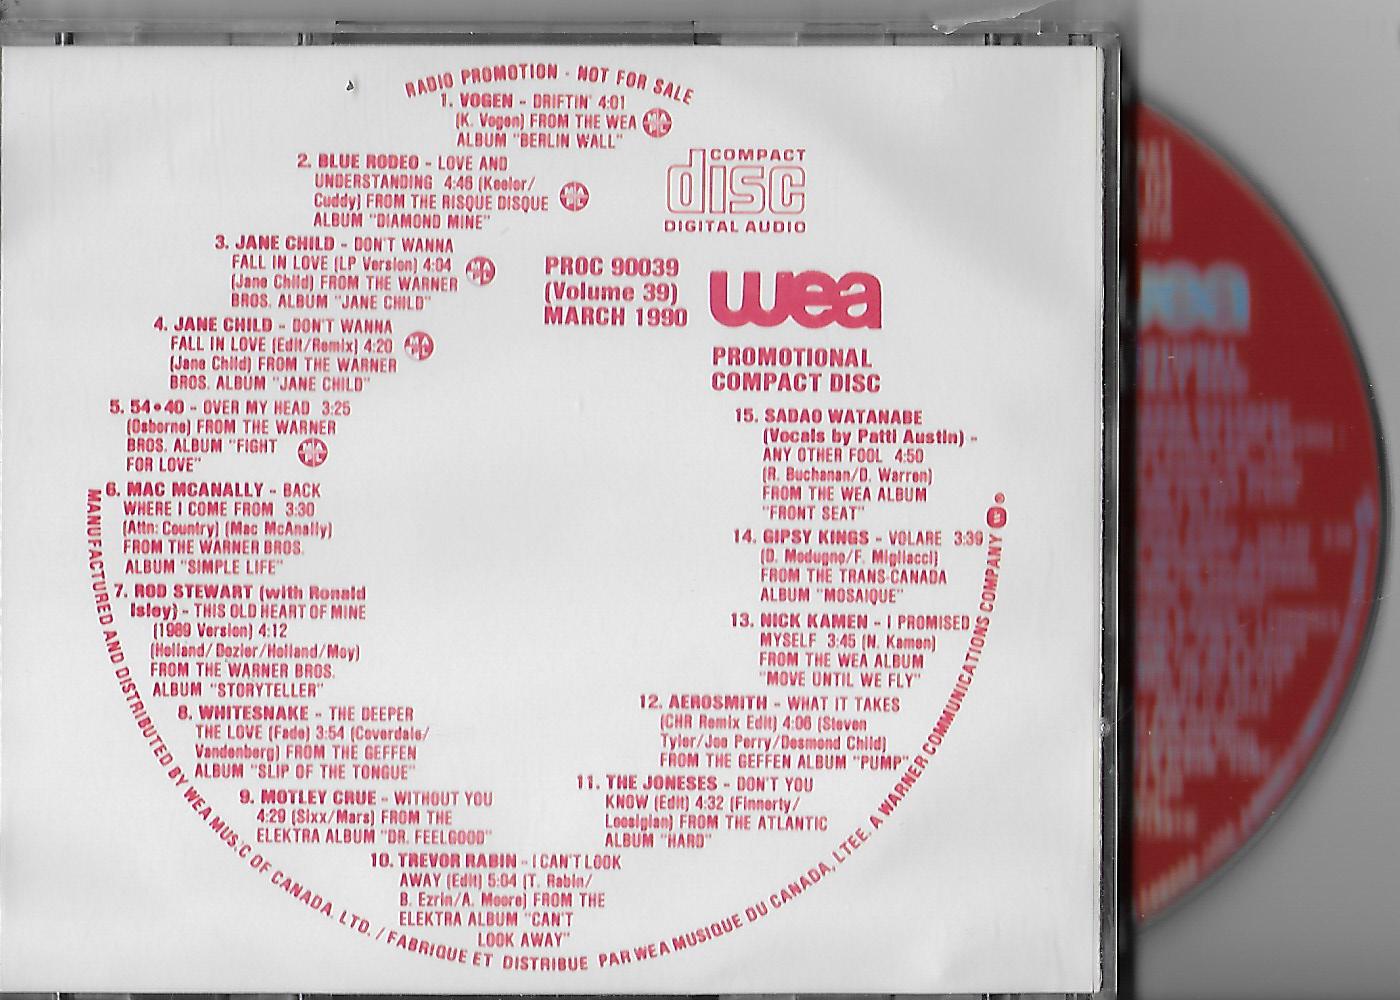 RADIO PROMOTION - NOT FOR SALE
1. VOGEN - DRIFTIN' 4:01
(K. Vogen) FROM THE WEA
ALBUM "BERLIN WALL"
2. BLUE RODEO - LOVE AND
UNDERSTANDING 4:46 (Keelor/
Cuddy) FROM THE RISQUE DISQUE
ALBUM "DIAMOND MINE"
COMPACT
disc
DIGITAL AUDIO
3. JANE CHILD - DON'T WANNA
FALL IN LOVE (LP Version) 4:04
(Jane Child) FROM THE WARNER
BROS. ALBUM "JANE CHILD"
PROC 90039
(Volume 39)
MARCH 1990
wea
PROMOTIONAL
COMPACT DISC
4. JANE CHILD - DON'T WANNA
FALL IN LOVE (Edit/Remix) 4:20
(Jane Child) FROM THE WARNER
BROS. ALBUM "JANE CHILD"
5. 54•40 - OVER MY HEAD 3:25
(Osborne) FROM THE WARNER
BROS. ALBUM "FIGHT
FOR LOVE"
6. MAC MCANALLY - BACK
WHERE I COME FROM 3:30
(Attn: Country) (Mac McAnally)
FROM THE WARNER BROS.
ALBUM "SIMPLE LIFE"
7. ROD STEWART (with Ronald
Isley) - THIS OLD HEART OF MINE
(1989 Version) 4:12
(Holland/Dozier/Holland/Moy)
FROM THE WARNER BROS.
ALBUM "STORYTELLER"
8. WHITESNAKE - THE DEEPER
THE LOVE (Fade) 3:54 (Coverdale/
Vandenberg) FROM THE GEFFEN
ALBUM "SLIP OF THE TONGUE"
9. MOTLEY CRUE - WITHOUT YOU
4:29 (Sixx/Mars) FROM THE
ELEKTRA ALBUM "DR. FEELGOOD"
10. TREVOR RABIN - I CAN'T LOOK
AWAY (Edit) 5:04 (T. Rabin/
B. Ezrin/A. Moore) FROM THE
ELEKTRA ALBUM "CAN'T
LOOK AWAY"
11. THE JONESES - DON'T YOU
KNOW (Edit) 4:32 (Finnerty/
Loosigian) FROM THE ATLANTIC
ALBUM "HARD"
12. AEROSMITH - WHAT IT TAKES
(CHR Remix Edit) 4:06 (Steven
Tyler/Joe Perry/Desmond Child)
FROM THE GEFFEN ALBUM "PUMP"
13. NICK KAMEN - I PROMISED
MYSELF 3:45 (N. Kamen)
FROM THE WEA ALBUM
"MOVE UNTIL WE FLY"
14. GIPSY KINGS - VOLARE 3:39
(D. Modugno/F. Migliacci)
FROM THE TRANS-CANADA
ALBUM "MOSAIQUE"
15. SADAO WATANABE
(Vocals by Patti Austin) -
ANY OTHER FOOL 4:50
(R. Buchanan/D. Warren)
FROM THE WEA ALBUM
"FRONT SEAT"
MANUFACTURED AND DISTRIBUTED BY WEA MUSIC OF CANADA, LTD. / FABRIQUE ET DISTRIBUE PAR WEA MUSIQUE DU CANADA, LTEE. A WARNER COMMUNICATIONS COMPANY
wea